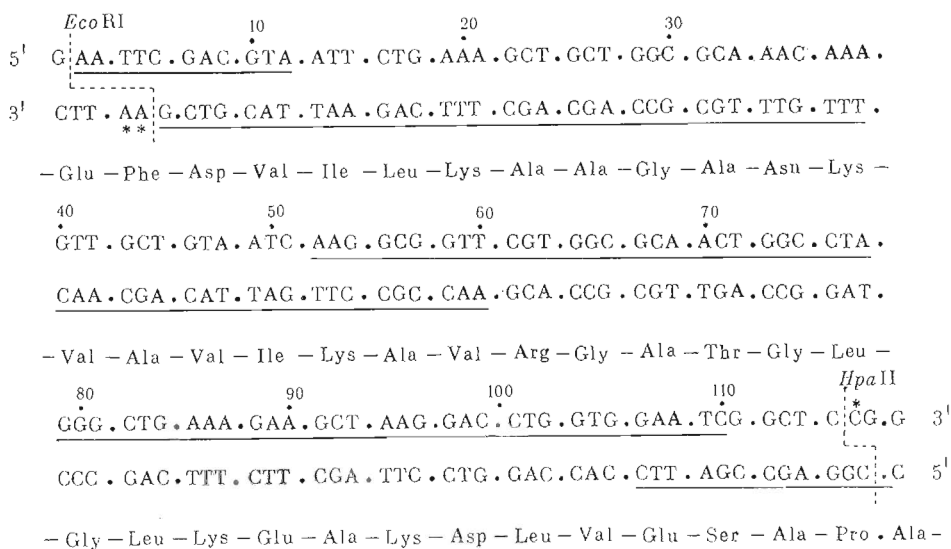 EcoRI 10 20 30
5' G AA. TTC. GAC. GTA. ATT. CTG. AAA. GCT. GCT. GGC. GCA. AAC. AAA.
3' CTT. AA G. CTG. CAT. TAA. GAC. TTT. CGA. CGA. CCG. CGT. TTG. TTT.
* *
– Glu – Phe – Asp – Val – Ile – Leu – Lys – Ala – Ala – Gly – Ala – Asn – Lys –
40 50 60 70
GTT. GCT. GTA. ATC. AAG. GCG. GTT. CGT. GGC. GCA. ACT. GGC. CTA.
CAA. CGA. CAT. TAG. TTC. CGC. CAA. GCA. CCG. CGT. TGA. CCG. GAT.
– Val – Ala – Val – Ile – Lys – Ala – Val – Arg – Gly – Ala – Thr – Gly – Leu –
80 90 100 110 HpaII
*
GGG. CTG. AAA. GAA. GCT. AAG. GAC. CTG. GTG. GAA. TCG. GCT. C CG. G 3'
CCC. GAC. TTT. CTT. CGA. TTC. CTG. GAC. CAC. CTT. AGC. CGA. GGC . C 5'
– Gly – Leu – Lys – Glu – Ala – Lys – Asp – Leu – Val – Glu – Ser – Ala – Pro . Ala –